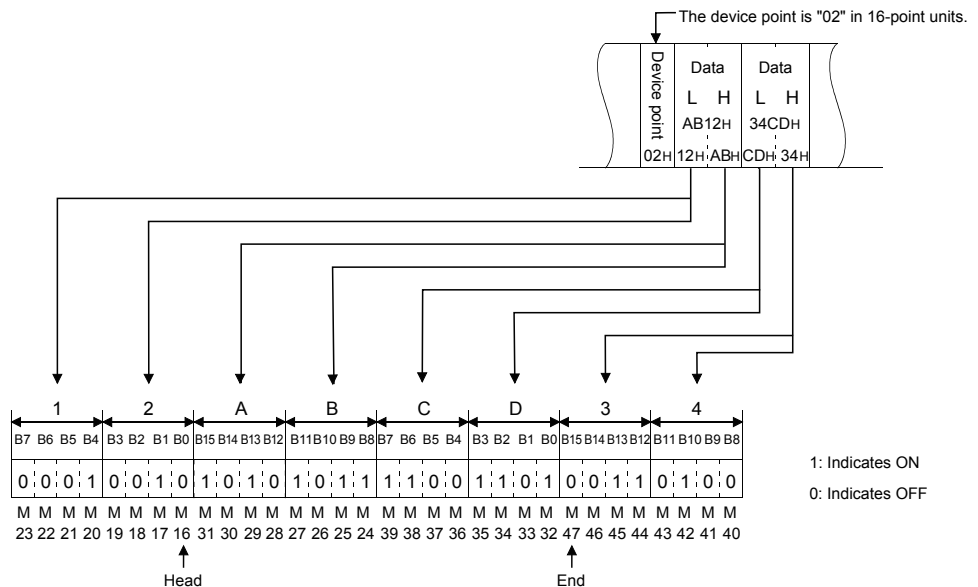 The device point is "02" in 16-point units.
Device point
Data Data
L H L H
AB12H 34CDH
02H 12H ABH CDH 34H
1 2 A B C D 3 4
B7 B6 B5 B4 B3 B2 B1 B0 B15 B14 B13 B12 B11 B10 B9 B8 B7 B6 B5 B4 B3 B2 B1 B0 B15 B14 B13 B12 B11 B10 B9 B8
0 0 0 1 0 0 1 0 1 0 1 0 1 0 1 1 1 1 0 0 1 1 0 1 0 0 1 1 0 1 0 0
M M M M M M M M M M M M M M M M M M M M M M M M M M M M M M M M
23 22 21 20 19 18 17 16 31 30 29 28 27 26 25 24 39 38 37 36 35 34 33 32 47 46 45 44 43 42 41 40
Head End
1: Indicates ON
0: Indicates OFF